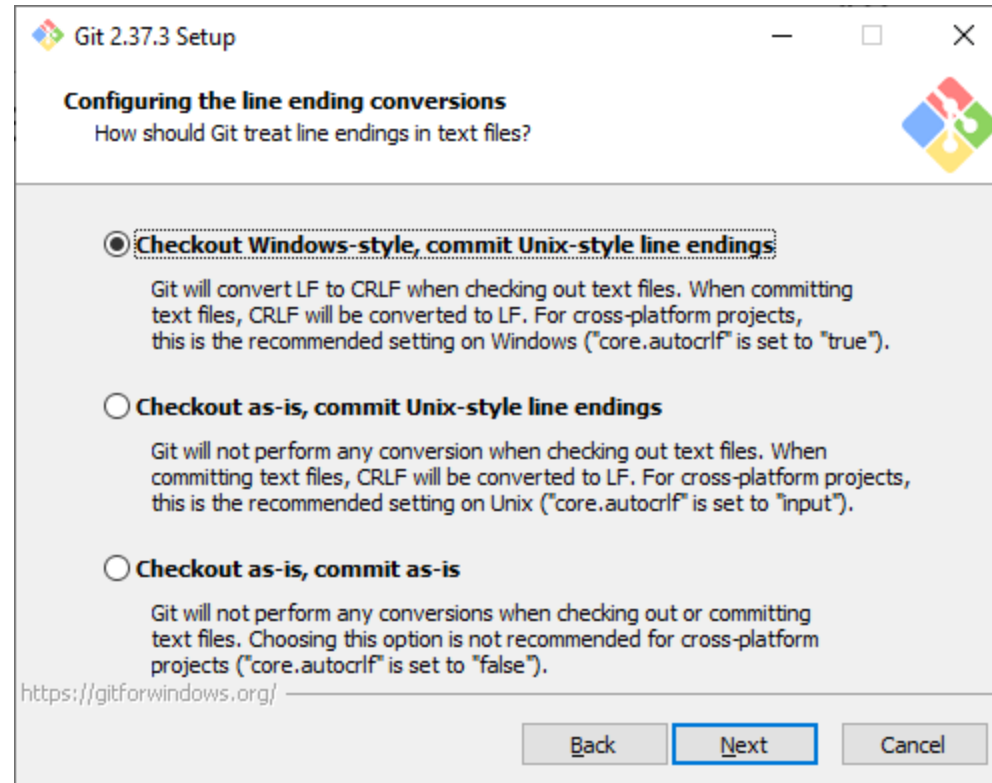 Git 2.37.3 Setup
Configuring the line ending conversions
How should Git treat line endings in text files?
Checkout Windows-style, commit Unix-style line endings
Git will convert LF to CRLF when checking out text files. When committing
text files, CRLF will be converted to LF. For cross-platform projects,
this is the recommended setting on Windows ("core.autocrlf" is set to "true").
Checkout as-is, commit Unix-style line endings
Git will not perform any conversion when checking out text files. When
committing text files, CRLF will be converted to LF. For cross-platform projects,
this is the recommended setting on Unix ("core.autocrlf" is set to "input").
Checkout as-is, commit as-is
Git will not perform any conversions when checking out or committing
text files. Choosing this option is not recommended for cross-platform
projects ("core.autocrlf" is set to "false").
https://gitforwindows.org/
Back Next Cancel